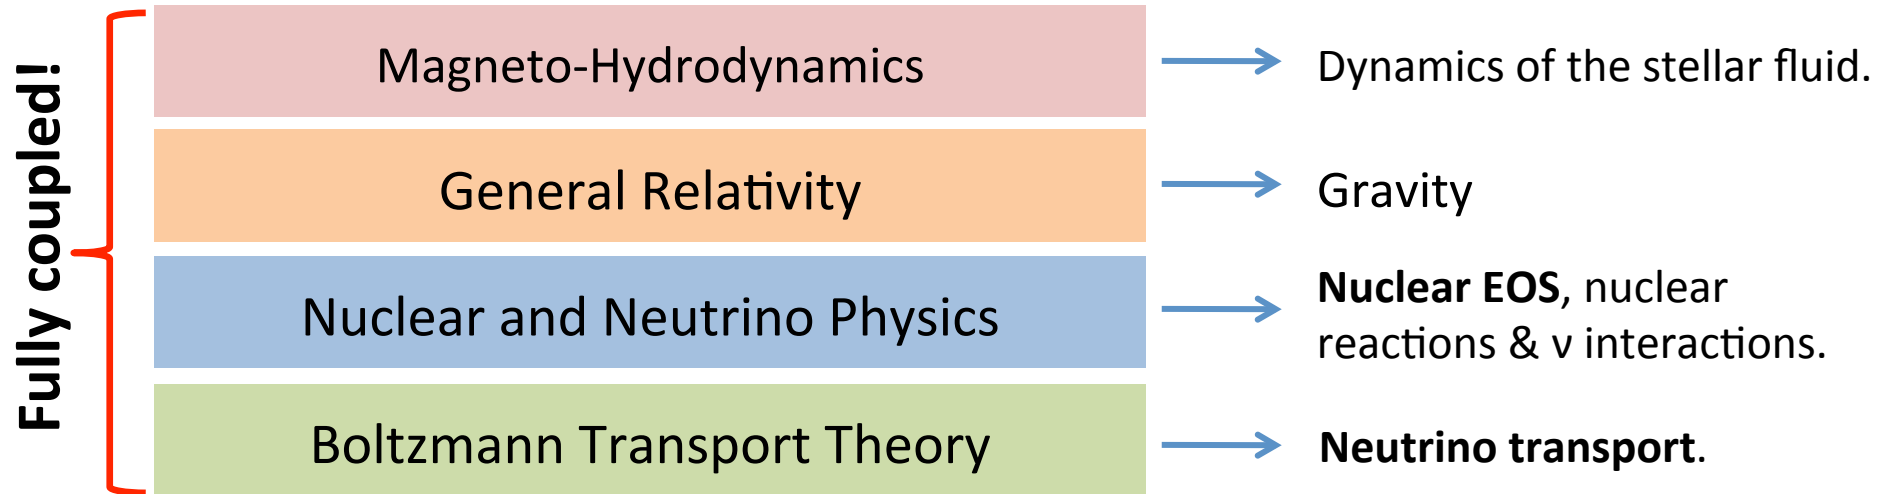 Fully coupled!
Magneto-Hydrodynamics
Dynamics of the stellar fluid.
General Relativity
Gravity
Nuclear and Neutrino Physics
Nuclear EOS, nuclear
reactions & ν interactions.
Boltzmann Transport Theory
Neutrino transport.